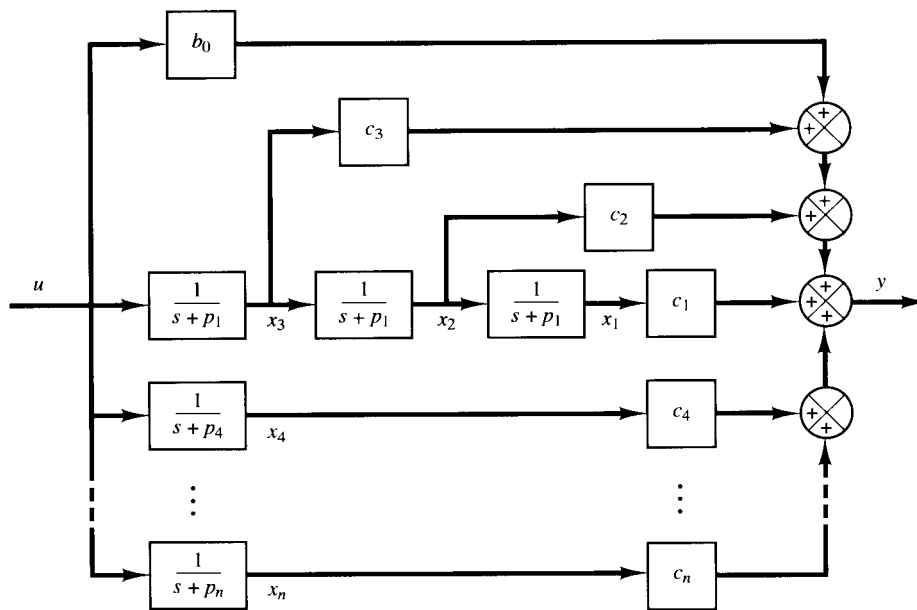 b₀
+
+
c₃
+
+
c₂
+
u
1
s + p₁
x₃
1
s + p₁
x₂
1
s + p₁
x₁
c₁
+
+
+
y
1
s + p₄
x₄
c₄
+
+
⋮
⋮
1
s + pₙ
xₙ
cₙ